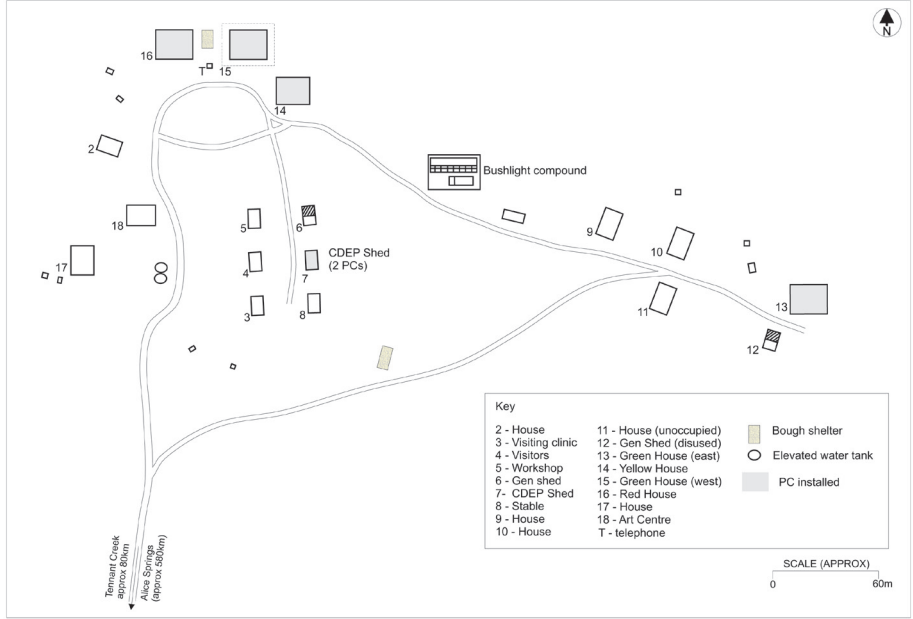 N
16
T
15
14
2
Bushlight compound
18
5
6
9
10
17
4
CDEP Shed
(2 PCs)
7
3
8
11
13
12
Key
2 - House
3 - Visiting clinic
4 - Visitors
5 - Workshop
6 - Gen shed
7- CDEP Shed
8 - Stable
9 - House
10 - House
11 - House (unoccupied)
12 - Gen Shed (disused)
13 - Green House (east)
14 - Yellow House
15 - Green House (west)
16 - Red House
17 - House
18 - Art Centre
T - telephone
Bough shelter
Elevated water tank
PC installed
Tennant Creek
approx 80km
Alice Springs
(approx 580km)
SCALE (APPROX)
0 60m